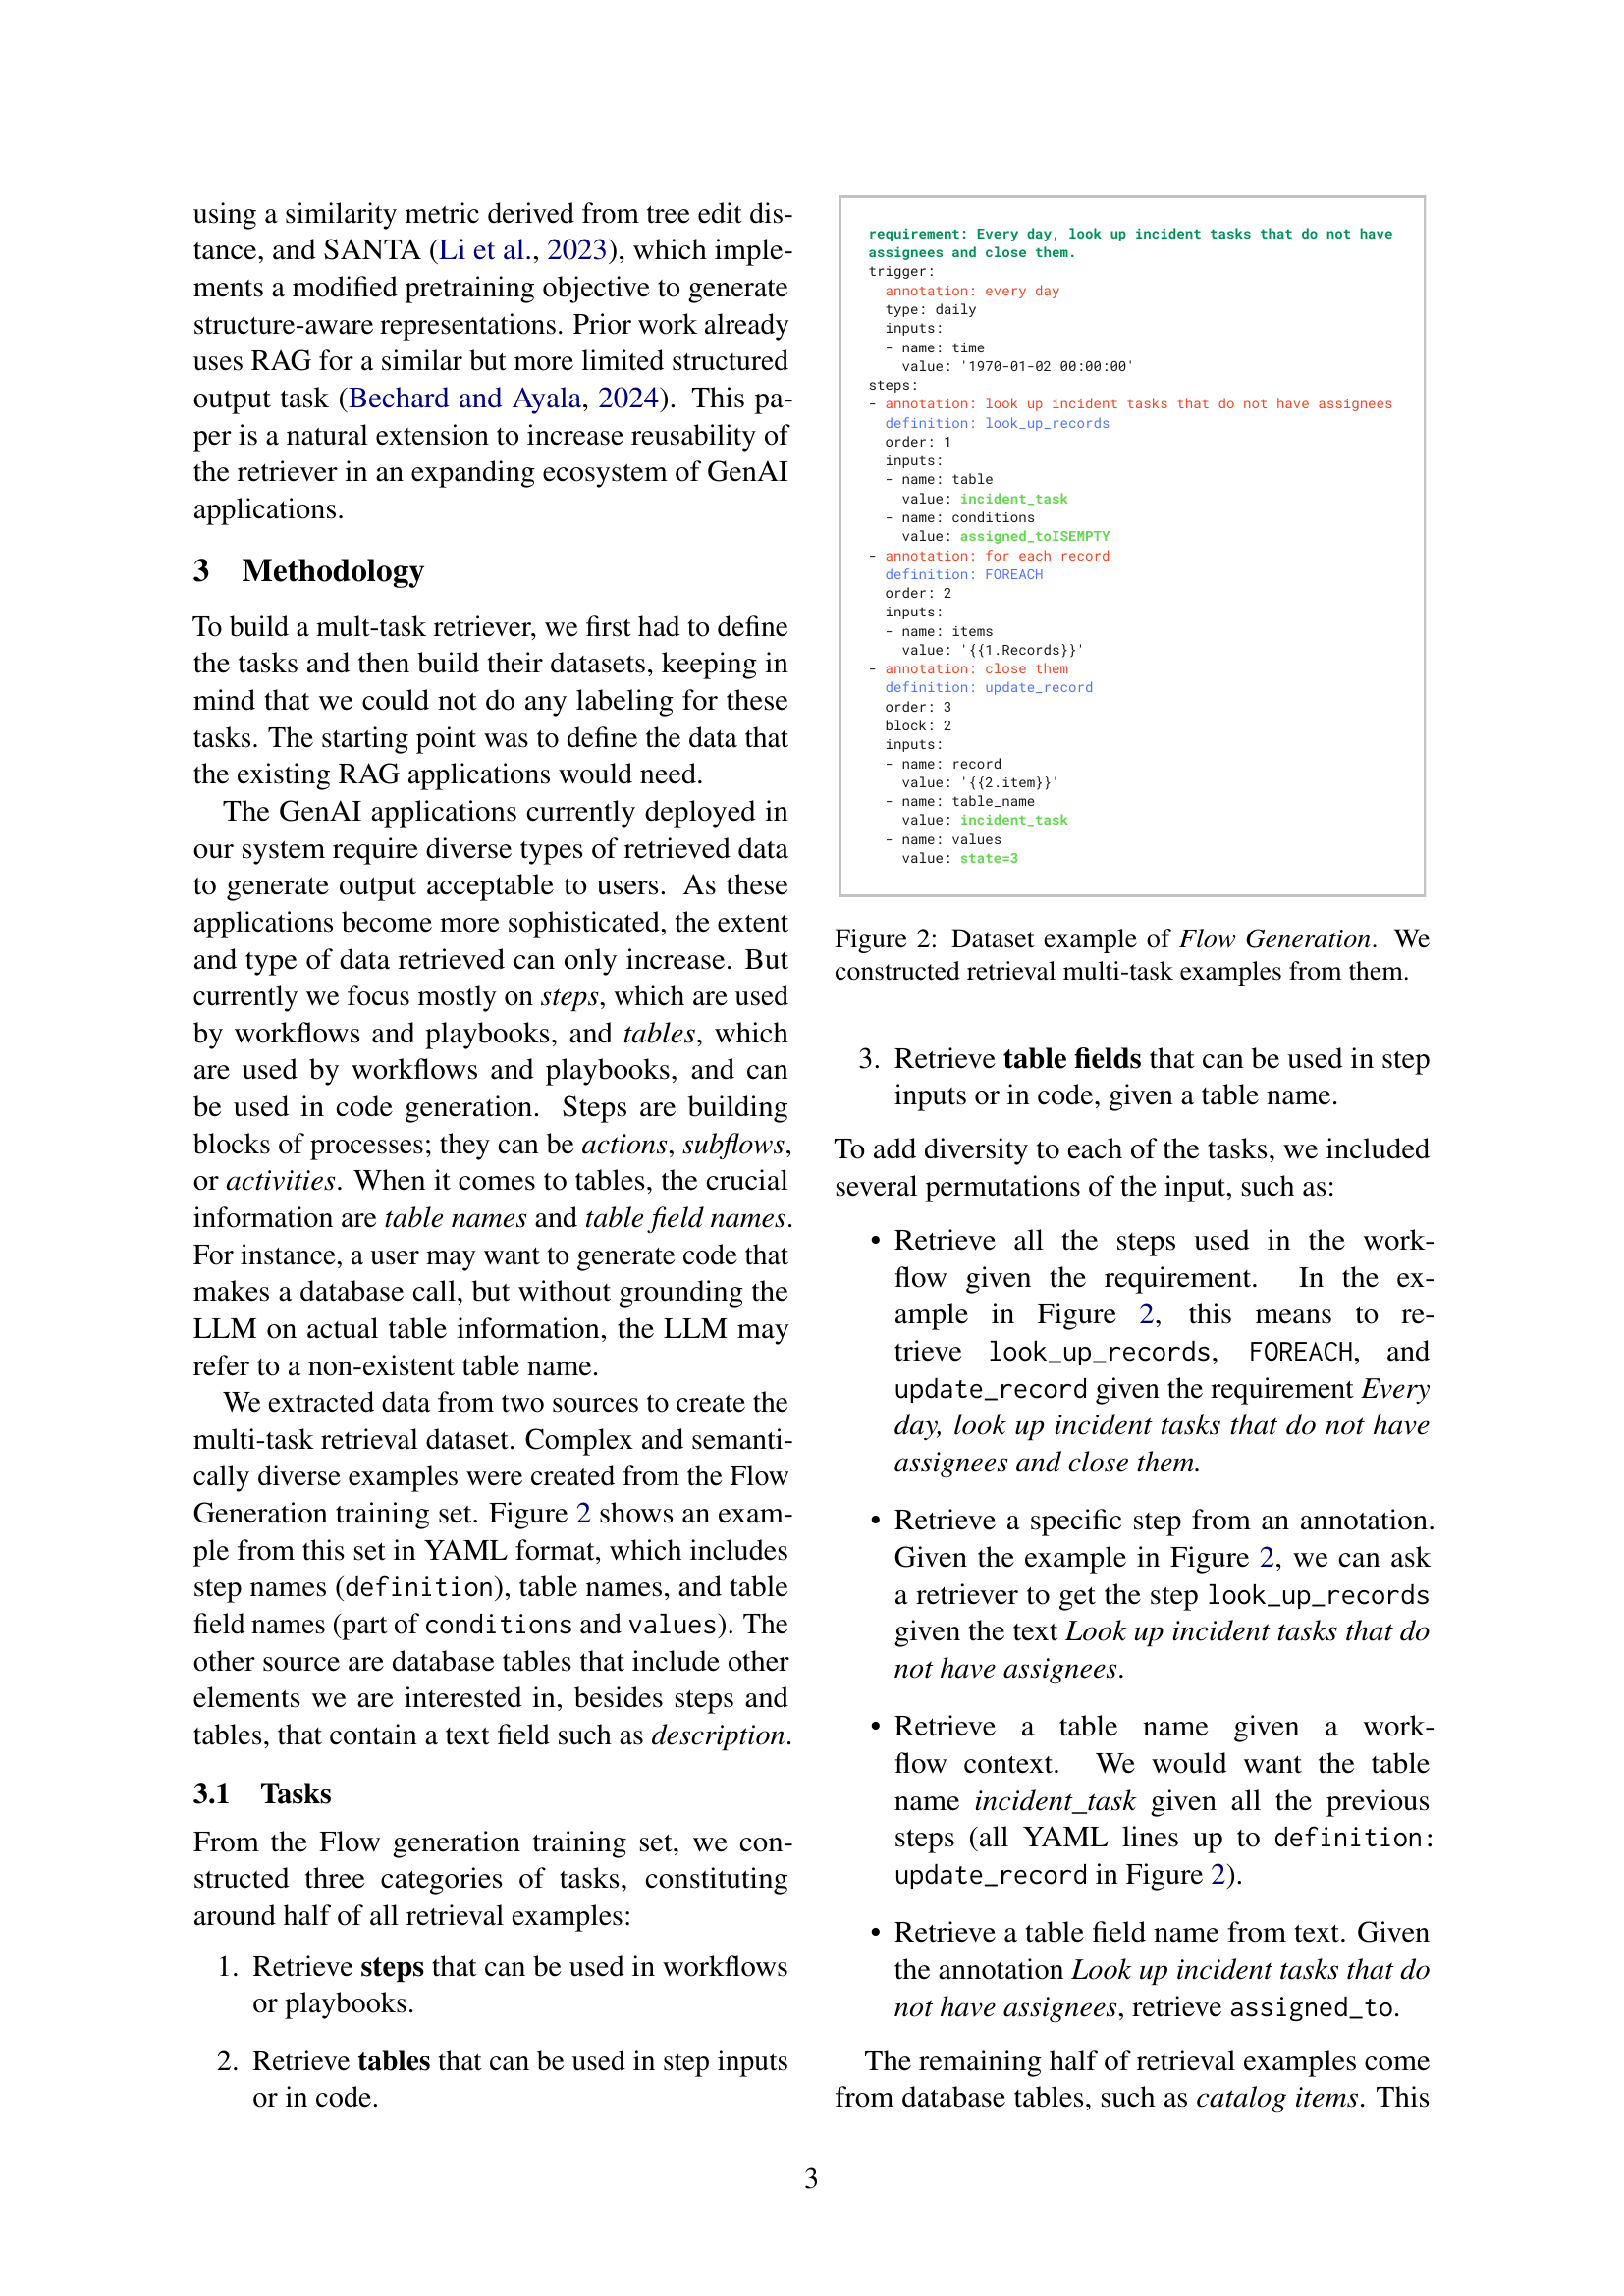 using a similarity metric derived from tree edit dis-
tance, and SANTA (Li et al., 2023), which imple-
ments a modified pretraining objective to generate
structure-aware representations. Prior work already
uses RAG for a similar but more limited structured
output task (Bechard and Ayala, 2024). This pa-
per is a natural extension to increase reusability of
the retriever in an expanding ecosystem of GenAI
applications.
3 Methodology
To build a mult-task retriever, we first had to define
the tasks and then build their datasets, keeping in
mind that we could not do any labeling for these
tasks. The starting point was to define the data that
the existing RAG applications would need.
The GenAI applications currently deployed in
our system require diverse types of retrieved data
to generate output acceptable to users. As these
applications become more sophisticated, the extent
and type of data retrieved can only increase. But
currently we focus mostly on steps, which are used
by workflows and playbooks, and tables, which
are used by workflows and playbooks, and can
be used in code generation. Steps are building
blocks of processes; they can be actions, subflows,
or activities. When it comes to tables, the crucial
information are table names and table field names.
For instance, a user may want to generate code that
makes a database call, but without grounding the
LLM on actual table information, the LLM may
refer to a non-existent table name.
We extracted data from two sources to create the
multi-task retrieval dataset. Complex and semanti-
cally diverse examples were created from the Flow
Generation training set. Figure 2 shows an exam-
ple from this set in YAML format, which includes
step names (definition), table names, and table
field names (part of conditions and values). The
other source are database tables that include other
elements we are interested in, besides steps and
tables, that contain a text field such as description.
3.1 Tasks
From the Flow generation training set, we con-
structed three categories of tasks, constituting
around half of all retrieval examples:
1. Retrieve steps that can be used in workflows
or playbooks.
2. Retrieve tables that can be used in step inputs
or in code.
requirement: Every day, look up incident tasks that do not have
assignees and close them.
trigger:
annotation: every day
type: daily
inputs:
- name: time
value: '1970-01-02 00:00:00'
steps:
- annotation: look up incident tasks that do not have assignees
definition: look_up_records
order: 1
inputs:
- name: table
value: incident_task
- name: conditions
value: assigned_toISEMPTY
- annotation: for each record
definition: FOREACH
order: 2
inputs:
- name: items
value: '{{1.Records}}'
- annotation: close them
definition: update_record
order: 3
block: 2
inputs:
- name: record
value: '{{2.item}}'
- name: table_name
value: incident_task
- name: values
value: state=3
Figure 2: Dataset example of Flow Generation. We
constructed retrieval multi-task examples from them.
3. Retrieve table fields that can be used in step
inputs or in code, given a table name.
To add diversity to each of the tasks, we included
several permutations of the input, such as:
• Retrieve all the steps used in the work-
flow given the requirement. In the ex-
ample in Figure 2, this means to re-
trieve look_up_records, FOREACH, and
update_record given the requirement Every
day, look up incident tasks that do not have
assignees and close them.
• Retrieve a specific step from an annotation.
Given the example in Figure 2, we can ask
a retriever to get the step look_up_records
given the text Look up incident tasks that do
not have assignees.
• Retrieve a table name given a work-
flow context. We would want the table
name incident_task given all the previous
steps (all YAML lines up to definition:
update_record in Figure 2).
• Retrieve a table field name from text. Given
the annotation Look up incident tasks that do
not have assignees, retrieve assigned_to.
The remaining half of retrieval examples come
from database tables, such as catalog items. This
3